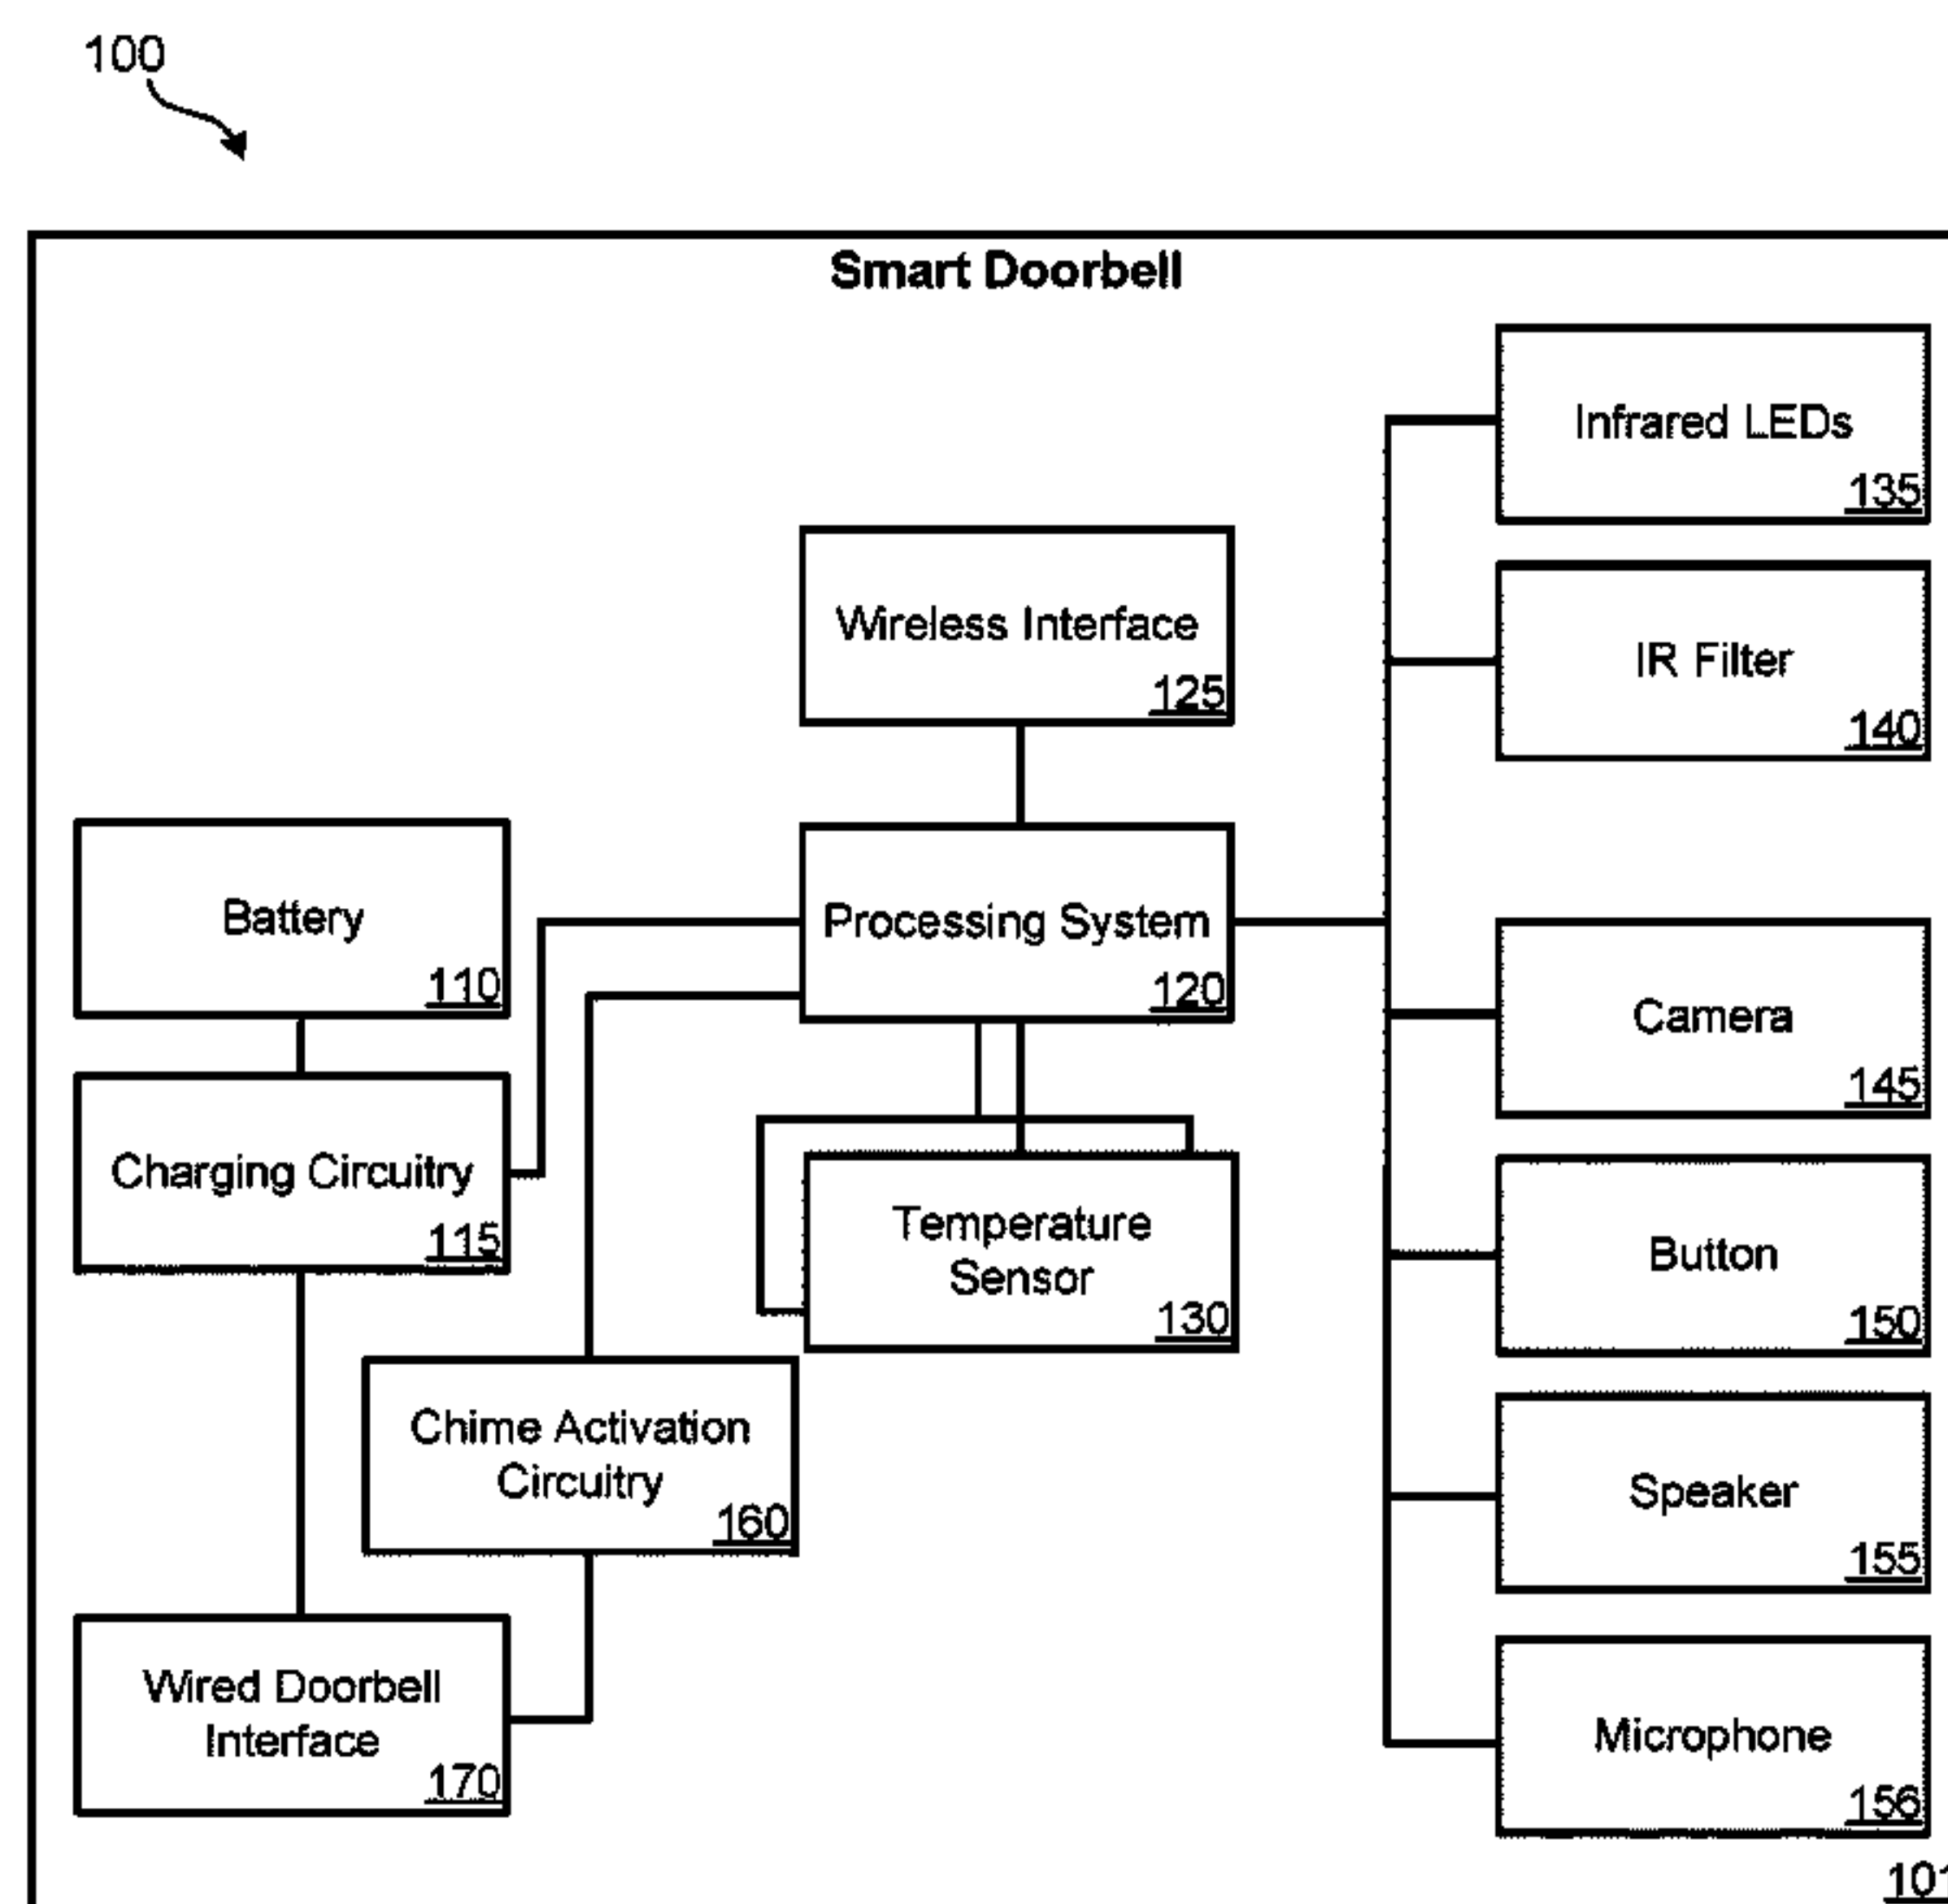 100
Smart Doorbell
Infrared LEDs
135
Wireless Interface
125
IR Filter
140
Battery
110
Processing System
120
Camera
145
Charging Circuitry
115
Temperature
Sensor
130
Button
150
Chime Activation
Circuitry
160
Speaker
155
Wired Doorbell
Interface
170
Microphone
156
101